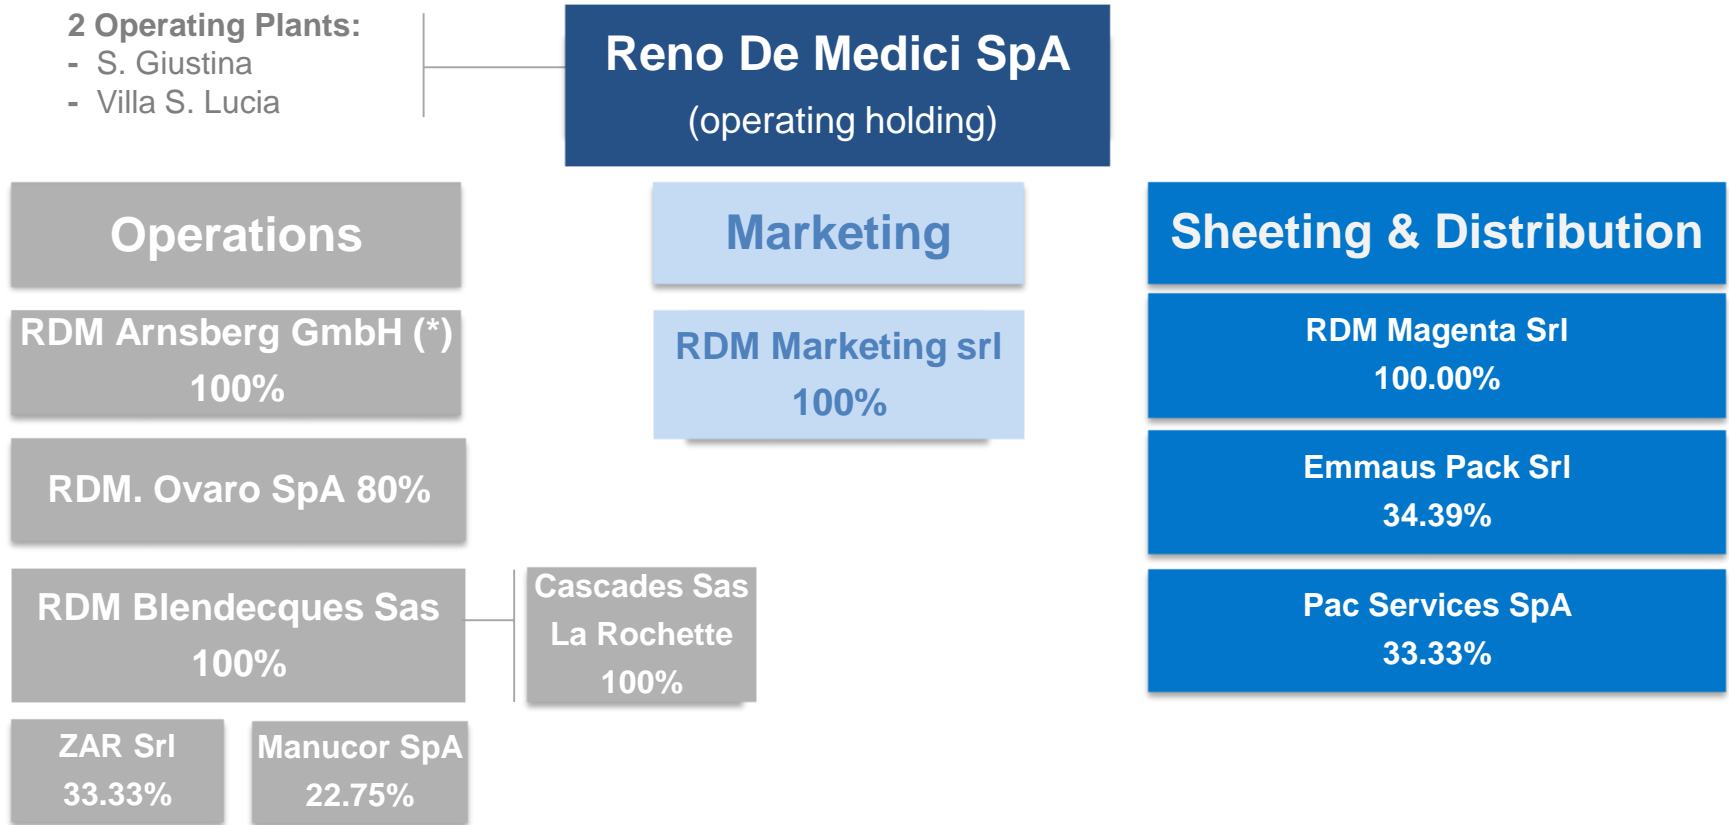 2 Operating Plants:
- S. Giustina
- Villa S. Lucia
Reno De Medici SpA
(operating holding)
Operations
RDM Arnsberg GmbH (*)
100%
RDM. Ovaro SpA 80%
RDM Blendecques Sas
100%
Cascades Sas
La Rochette
100%
ZAR Srl
33.33%
Manucor SpA
22.75%
Marketing
RDM Marketing srl
100%
Sheeting & Distribution
RDM Magenta Srl
100.00%
Emmaus Pack Srl
34.39%
Pac Services SpA
33.33%